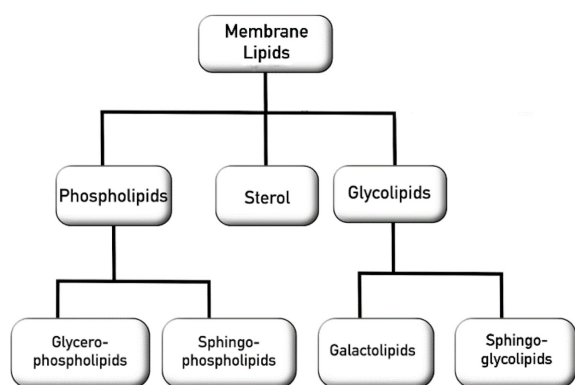 Membrane
Lipids
Phospholipids
Sterol
Glycolipids
Glycero-
phospholipids
Sphingo-
phospholipids
Galactolipids
Sphingo-
glycolipids